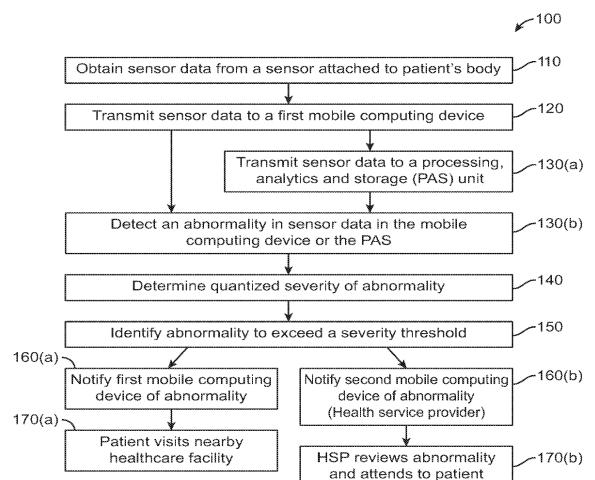 100
Obtain sensor data from a sensor attached to patient's body
110
Transmit sensor data to a first mobile computing device
120
Transmit sensor data to a processing,
analytics and storage (PAS) unit
130(a)
Detect an abnormality in sensor data in the mobile
computing device or the PAS
130(b)
Determine quantized severity of abnormality
140
Identify abnormality to exceed a severity threshold
150
160(a)
Notify first mobile computing
device of abnormality
Notify second mobile computing
device of abnormality
(Health service provider)
160(b)
170(a)
Patient visits nearby
healthcare facility
HSP reviews abnormality
and attends to patient
170(b)